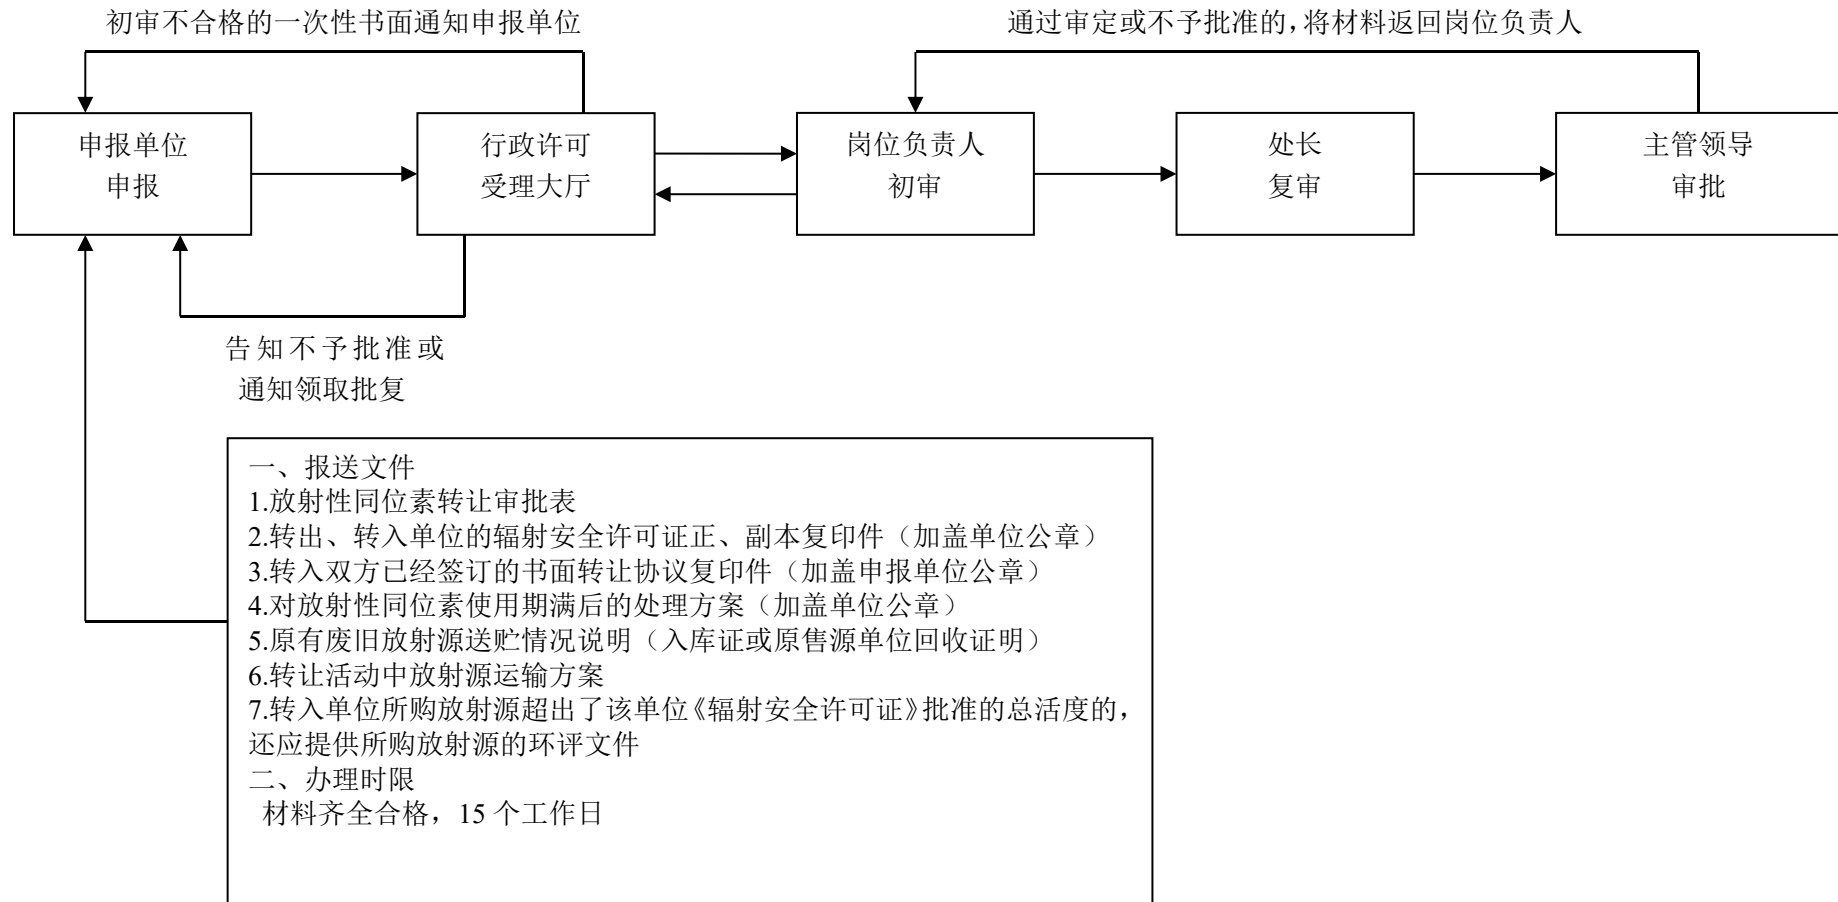 初审不合格的一次性书面通知申报单位
通过审定或不予批准的,将材料返回岗位负责人
申报单位
申报
行政许可
受理大厅
岗位负责人
初审
处长
复审
主管领导
审批
告知不予批准或
通知领取批复
一、报送文件
1.放射性同位素转让审批表
2.转出、转入单位的辐射安全许可证正、副本复印件（加盖单位公章）
3.转入双方已经签订的书面转让协议复印件（加盖申报单位公章）
4.对放射性同位素使用期满后的处理方案（加盖单位公章）
5.原有废旧放射源送贮情况说明（入库证或原售源单位回收证明）
6.转让活动中放射源运输方案
7.转入单位所购放射源超出了该单位《辐射安全许可证》批准的总活度的，
还应提供所购放射源的环评文件
二、办理时限
材料齐全合格，15 个工作日